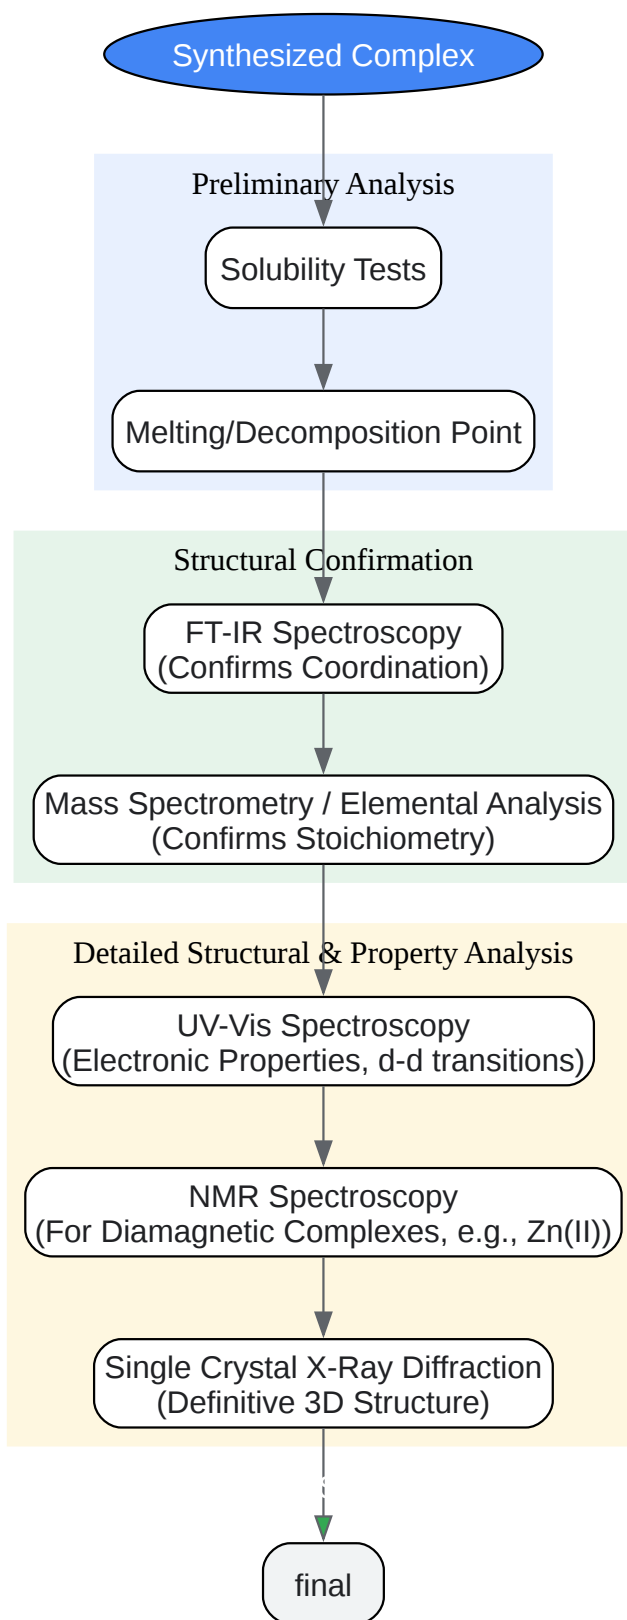 Synthesized Complex
Preliminary Analysis
Solubility Tests
Melting/Decomposition Point
Structural Confirmation
FT-IR Spectroscopy
(Confirms Coordination)
Mass Spectrometry / Elemental Analysis
(Confirms Stoichiometry)
Detailed Structural & Property Analysis
UV-Vis Spectroscopy
(Electronic Properties, d-d transitions)
NMR Spectroscopy
(For Diamagnetic Complexes, e.g., Zn(II))
Single Crystal X-Ray Diffraction
(Definitive 3D Structure)
final